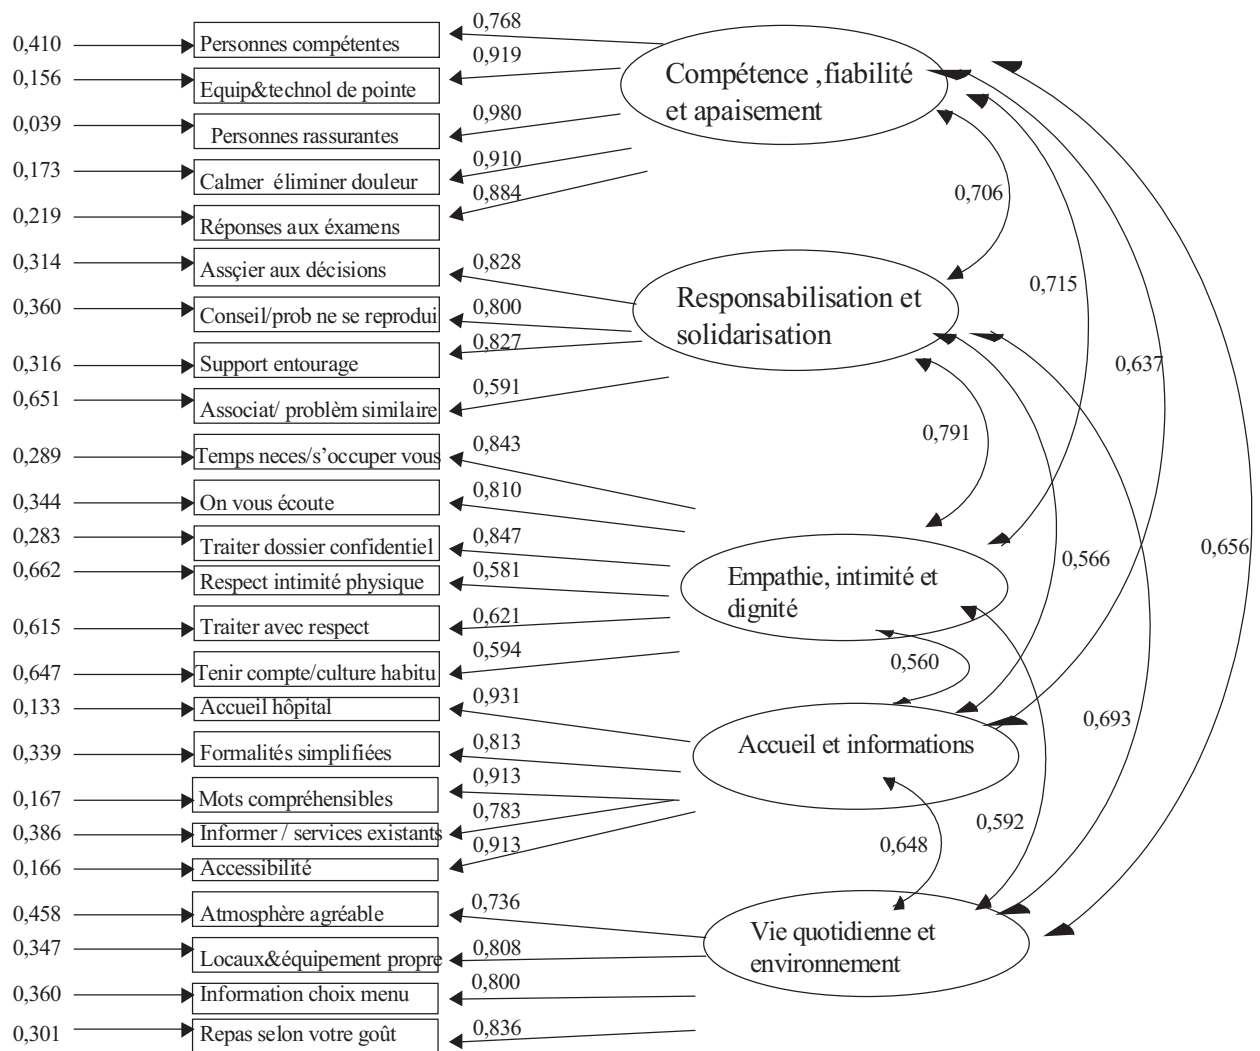 0,410 Personnes compétentes 0,768
0,156 Equip&technol de pointe 0,919
0,039 Personnes rassurantes 0,980
0,173 Calmer éliminer douleur 0,910
0,219 Réponses aux éxamens 0,884
Compétence ,fiabilité
et apaisement
0,706
0,314 Assçier aux décisions 0,828
0,360 Conseil/prob ne se reprodui 0,800
0,316 Support entourage 0,827
0,651 Associat/ problèm similaire 0,591
Responsabilisation et
solidarisation
0,715
0,637
0,791
0,289 Temps neces/s’occuper vous 0,843
0,344 On vous écoute 0,810
0,283 Traiter dossier confidentiel 0,847
0,662 Respect intimité physique 0,581
0,615 Traiter avec respect 0,621
0,647 Tenir compte/culture habitu 0,594
Empathie, intimité et
dignité
0,566
0,656
0,560
0,133 Accueil hôpital 0,931
0,339 Formalités simplifiées 0,813
0,167 Mots compréhensibles 0,913
0,386 Informer / services existants 0,783
0,166 Accessibilité 0,913
Accueil et informations
0,693
0,592
0,648
0,458 Atmosphère agréable 0,736
0,347 Locaux&équipement propre 0,808
0,360 Information choix menu 0,800
0,301 Repas selon votre goût 0,836
Vie quotidienne et
environnement